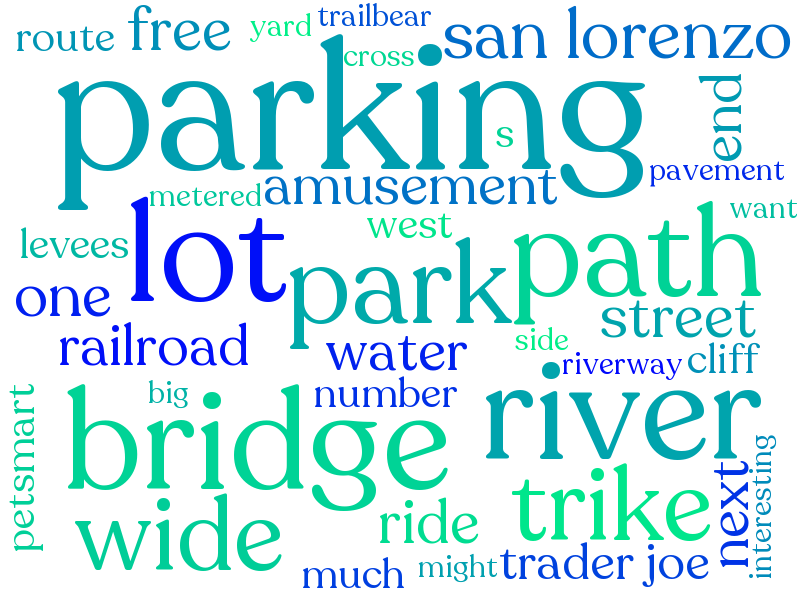 route
free
yard
trailbear
san lorenzo
cross
parking
s
end
pavement
metered
amusement
want
levees
lot
west
path
one
park
street
railroad
water
side
riverway
cliff
big
number
river
petsmart
bridge
wide
ride
trike
next
interesting
much
might
trader joe